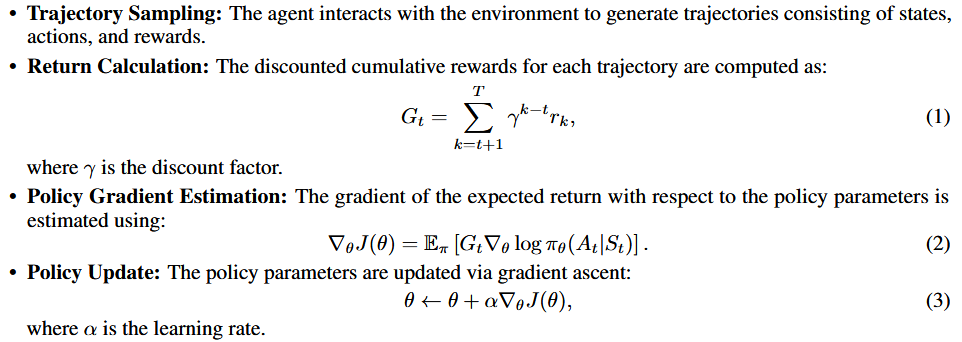 • Trajectory Sampling: The agent interacts with the environment to generate trajectories consisting of states,
actions, and rewards.
• Return Calculation: The discounted cumulative rewards for each trajectory are computed as:
$G_t = \sum_{k=t+1}^{T} \gamma^{k-t} r_k,$ (1)
where γ is the discount factor.
• Policy Gradient Estimation: The gradient of the expected return with respect to the policy parameters is
estimated using:
$\nabla_\theta J(\theta) = \mathbb{E}_\pi \left[ G_t \nabla_\theta \log \pi_\theta (A_t | S_t) \right].$ (2)
• Policy Update: The policy parameters are updated via gradient ascent:
$\theta \leftarrow \theta + \alpha \nabla_\theta J(\theta),$ (3)
where α is the learning rate.